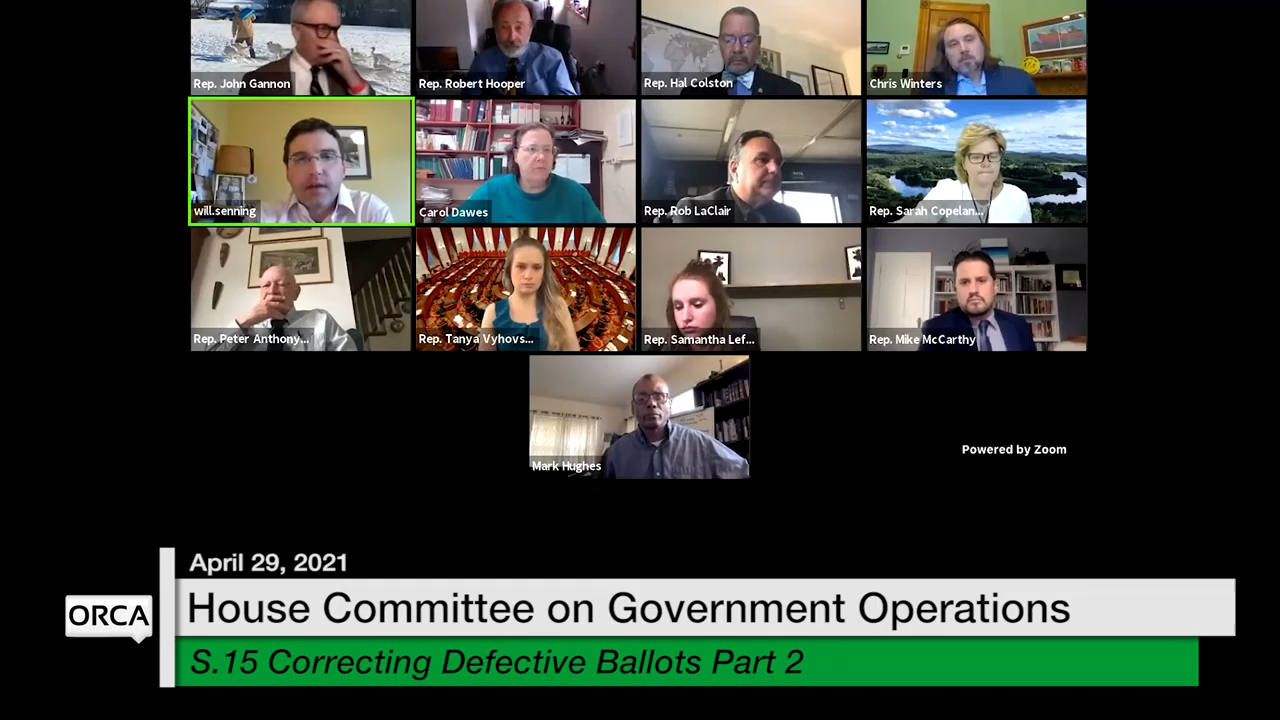 Rep. John Gannon
Rep. Robert Hooper
Rep. Hal Colston
Chris Winters
will.senning
Carol Dawes
Rep. Rob LaClair
Rep. Sarah Copelan...
Rep. Peter Anthony...
Rep. Tanya Vyhovs...
Rep. Samantha Lef...
Rep. Mike McCarthy
Mark Hughes
Powered by Zoom
April 29, 2021
ORCA
House Committee on Government Operations
S.15 Correcting Defective Ballots Part 2